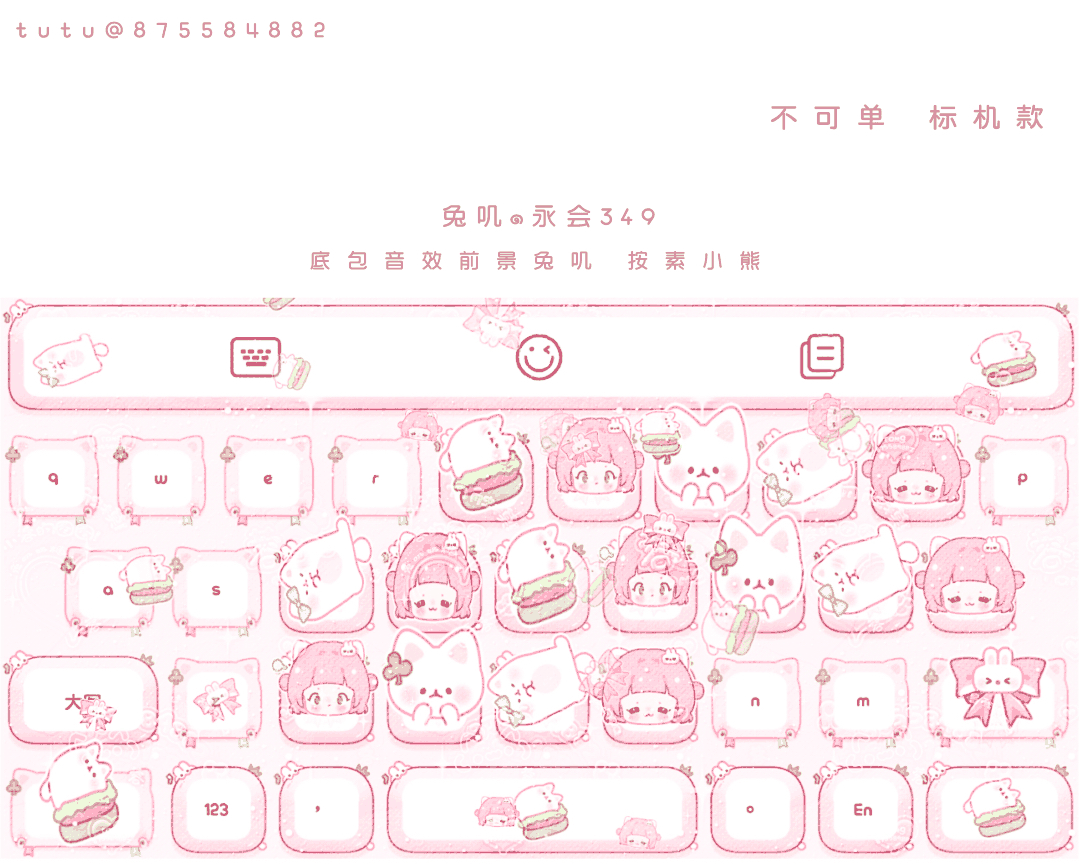 tutu@875584882
不可单 标机款
兔叽๑永会349
底包音效前景兔叽 按素小熊
q w e r p
a s
大写 n m
123 , 。 En